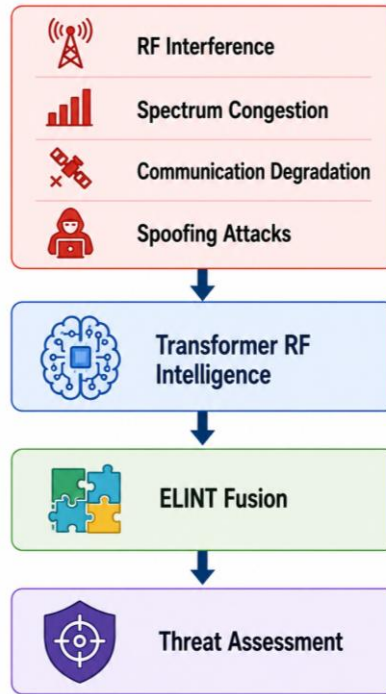 RF Interference
Spectrum Congestion
Communication Degradation
Spoofing Attacks
Transformer RF
Intelligence
ELINT Fusion
Threat Assessment